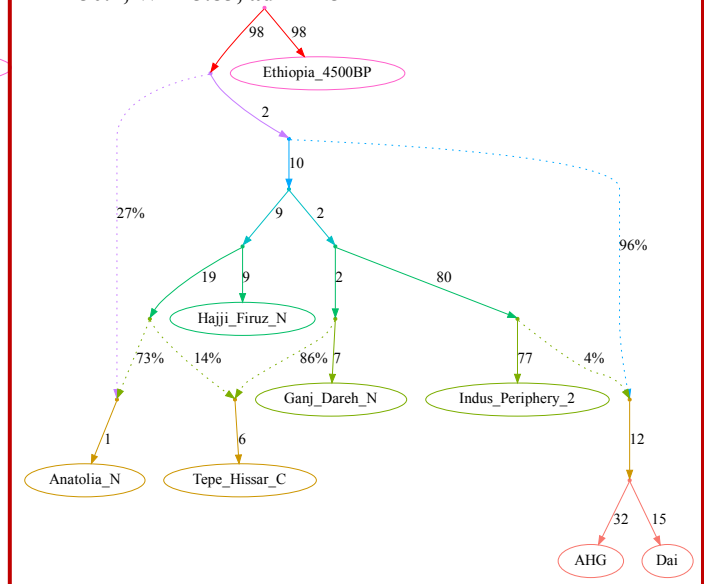 98 98
Ethiopia_4500BP
2
10
27% 9 2
96%
19 9 2 80
Hajji_Firuz_N
73% 14% 86% 7 77 4%
Ganj_Dareh_N Indus_Periphery_2
1 6 12
Anatolia_N Tepe_Hissar_C
32 15
AHG Dai